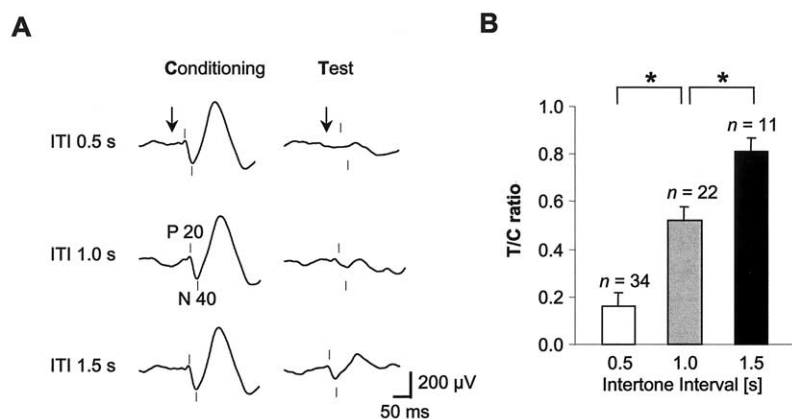 A
Conditioning
Test
ITI 0.5 s
ITI 1.0 s
P 20
N 40
ITI 1.5 s
200 µV
50 ms
B
* *
1.0
0.8
0.6
0.4
0.2
0.0
T/C ratio
n = 34
n = 22
n = 11
0.5 1.0 1.5
Intertone Interval [s]